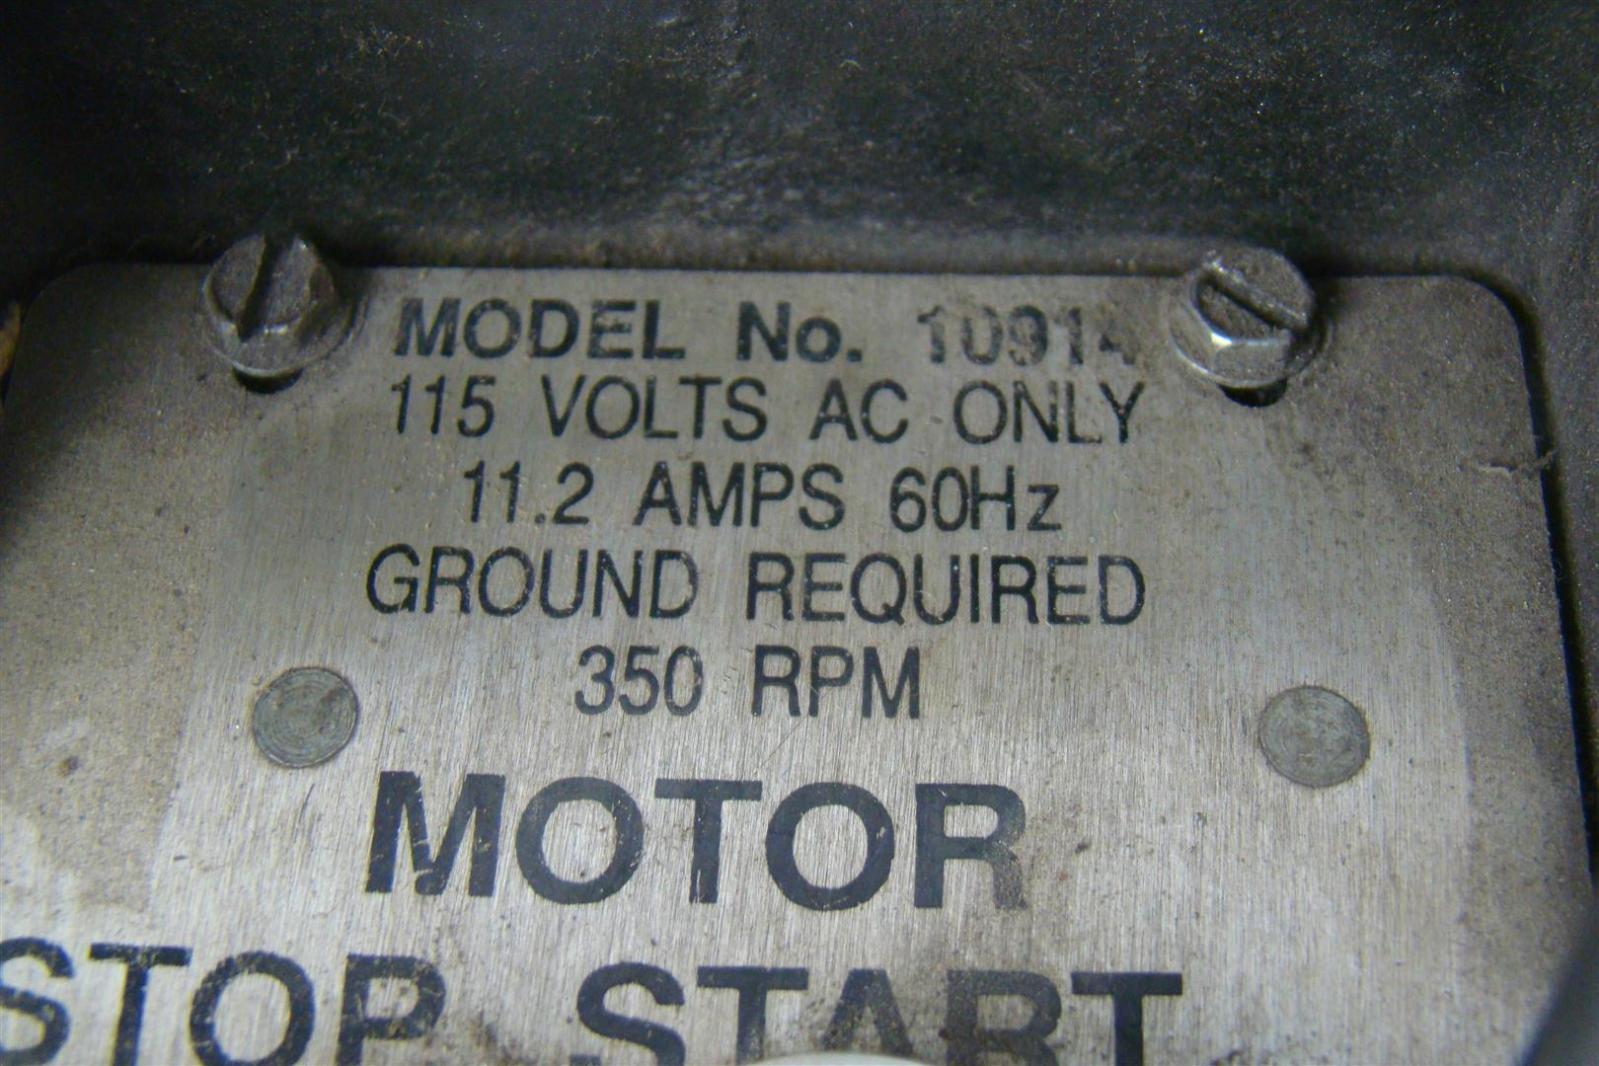 MODEL No. 10914
115 VOLTS AC ONLY
11.2 AMPS 60Hz
GROUND REQUIRED
350 RPM
MOTOR
STOP START